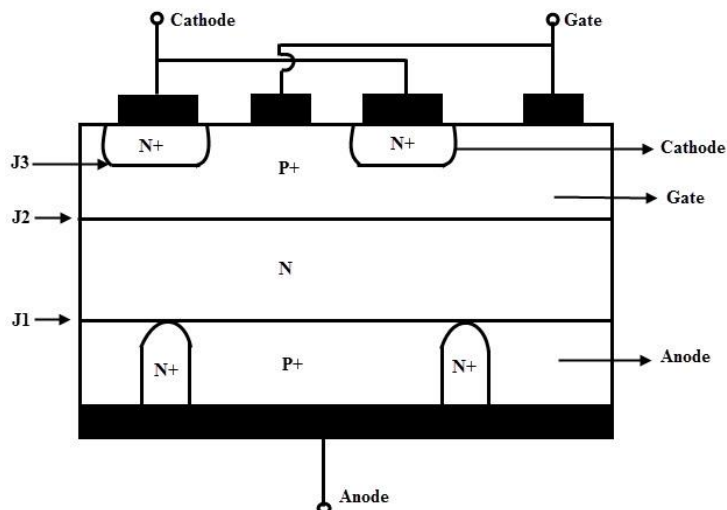 Cathode
Gate
N+
N+
Cathode
J3
P+
Gate
J2
N
J1
Anode
N+
P+
N+
Anode